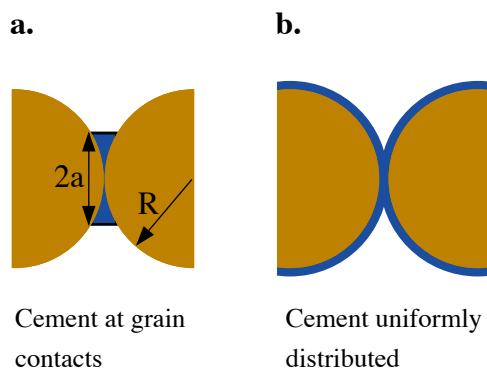 a.
b.
2a
R
Cement at grain
contacts
Cement uniformly
distributed